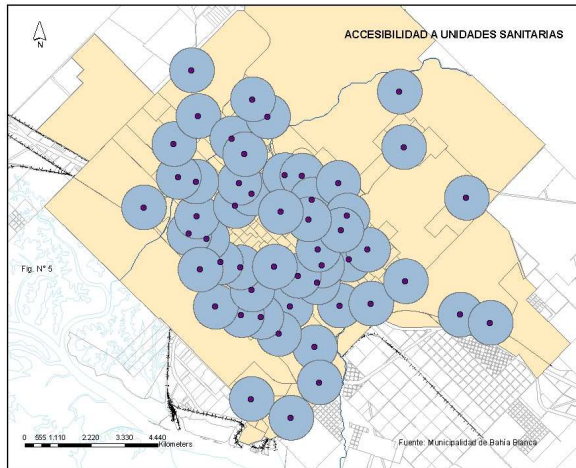 N
ACCESIBILIDAD A UNIDADES SANITARIAS
Fig. N° 5
0 555 1.110 2.220 3.330 4.440
Kilometers
Fuente: Municipalidad de Bahía Blanca